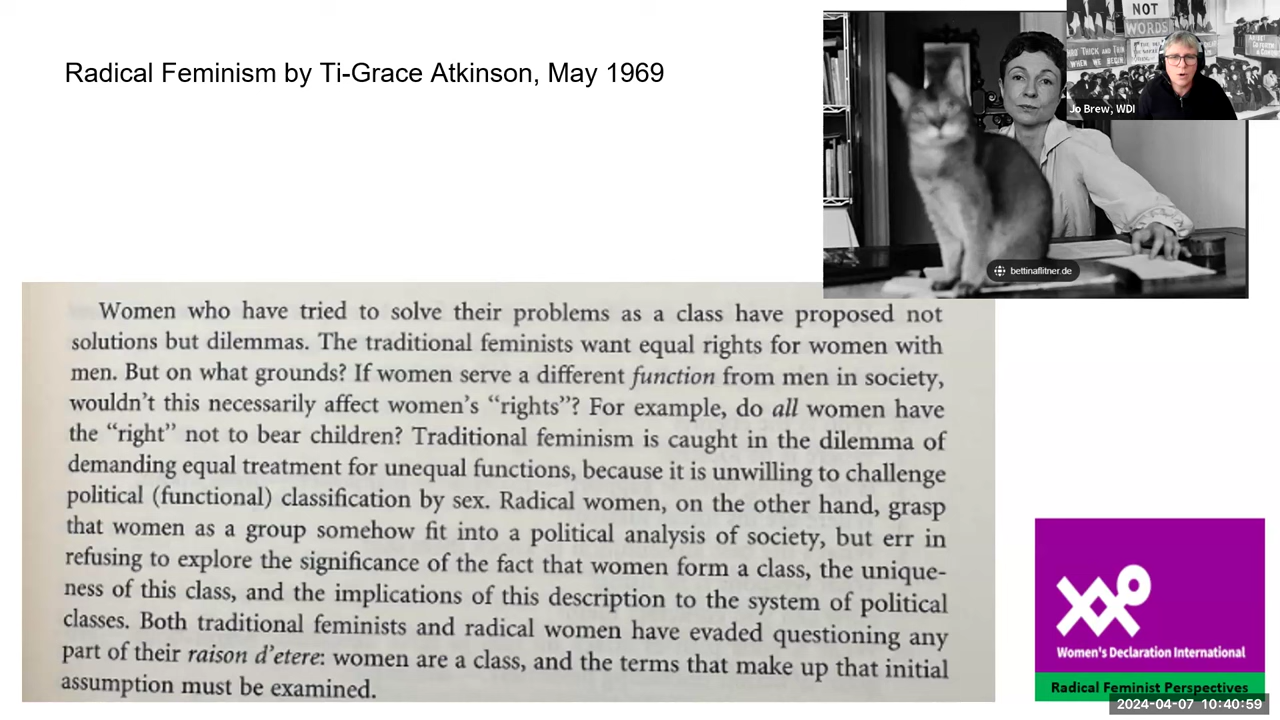 Radical Feminism by Ti-Grace Atkinson, May 1969
NOT
WORDS
THICK AND THIN
WHEN WE BEGIN
Jo Brew, WDI
bettinaflitner.de
Women who have tried to solve their problems as a class have proposed not
solutions but dilemmas. The traditional feminists want equal rights for women with
men. But on what grounds? If women serve a different function from men in society,
wouldn't this necessarily affect women's “rights”? For example, do all women have
the “right” not to bear children? Traditional feminism is caught in the dilemma of
demanding equal treatment for unequal functions, because it is unwilling to challenge
political (functional) classification by sex. Radical women, on the other hand, grasp
that women as a group somehow fit into a political analysis of society, but err in
refusing to explore the significance of the fact that women form a class, the unique-
ness of this class, and the implications of this description to the system of political
classes. Both traditional feminists and radical women have evaded questioning any
part of their raison d'etere: women are a class, and the terms that make up that initial
assumption must be examined.
Women's Declaration International
Radical Feminist Perspectives
2024-04-07 10:40:59